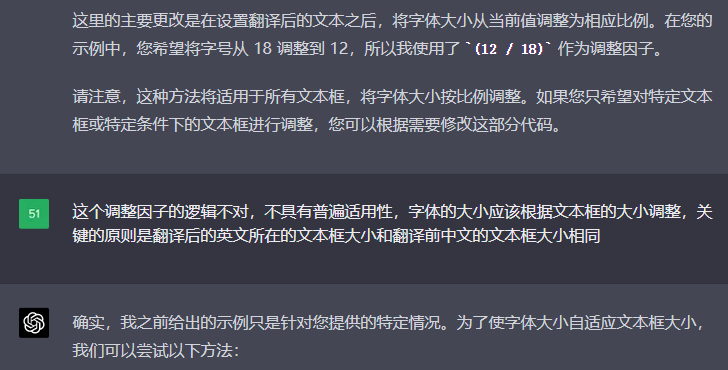 这里的主要更改是在设置翻译后的文本之后，将字体大小从当前值调整为相应比例。在您的
示例中，您希望将字号从 18 调整到 12，所以我使用了 `(12 / 18)` 作为调整因子。
请注意，这种方法将适用于所有文本框，将字体大小按比例调整。如果您只希望对特定文本
框或特定条件下的文本框进行调整，您可以根据需要修改这部分代码。
51
这个调整因子的逻辑不对，不具有普遍适用性，字体的大小应该根据文本框的大小调整，关
键的原则是翻译后的英文所在的文本框大小和翻译前中文的文本框大小相同
确实，我之前给出的示例只是针对您提供的特定情况。为了使字体大小自适应文本框大小，
我们可以尝试以下方法：